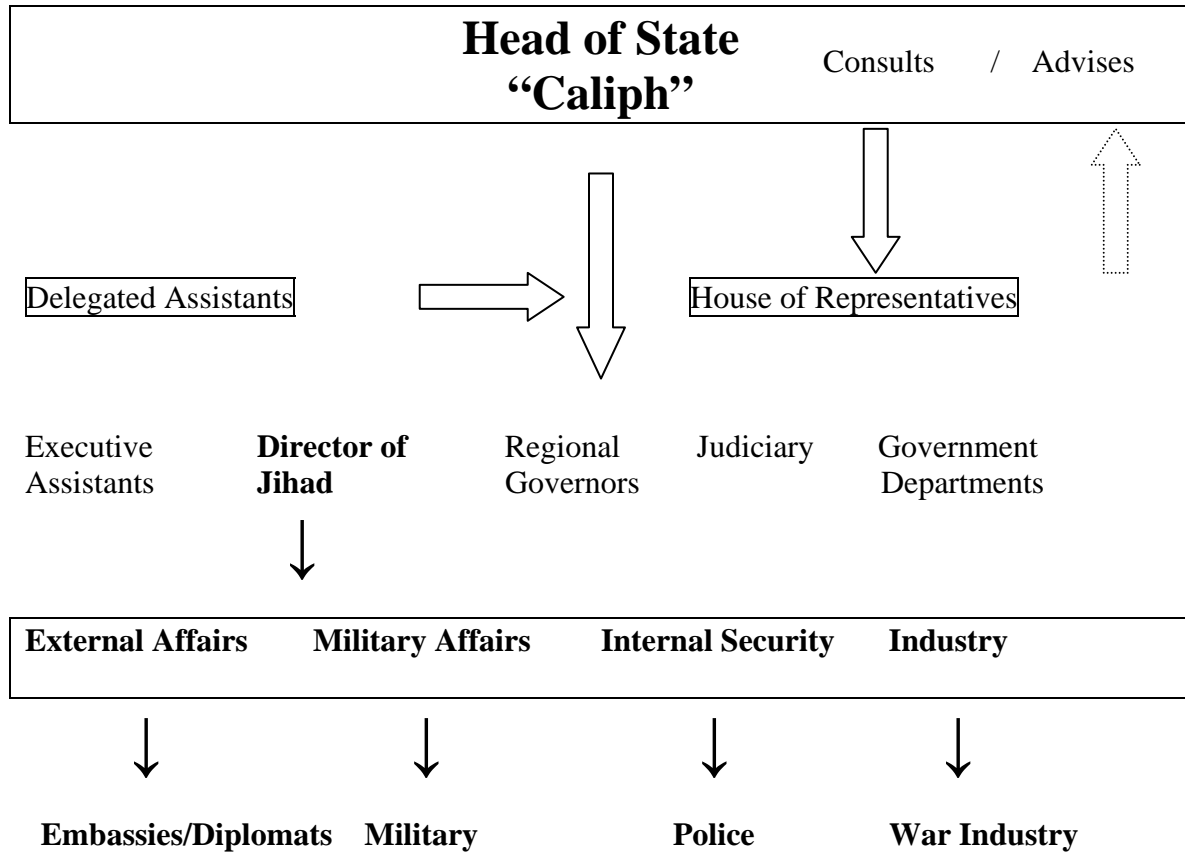 Head of State
“Caliph”
Consults / Advises
Delegated Assistants
House of Representatives
Executive Assistants
Director of Jihad
Regional Governors
Judiciary
Government Departments
↓
External Affairs Military Affairs Internal Security Industry
↓ ↓ ↓ ↓
Embassies/Diplomats Military Police War Industry